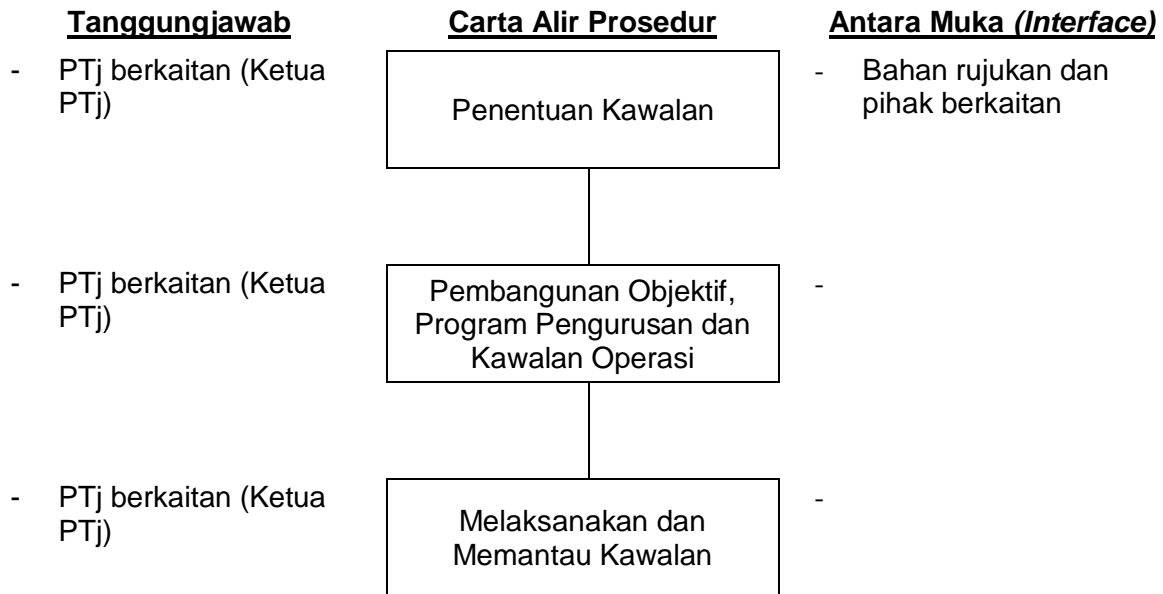 Tanggungjawab
Carta Alir Prosedur
Antara Muka (Interface)
- PTj berkaitan (Ketua
PTj)
Penentuan Kawalan
- Bahan rujukan dan
pihak berkaitan
- PTj berkaitan (Ketua
PTj)
Pembangunan Objektif,
Program Pengurusan dan
Kawalan Operasi
-
- PTj berkaitan (Ketua
PTj)
Melaksanakan dan
Memantau Kawalan
-